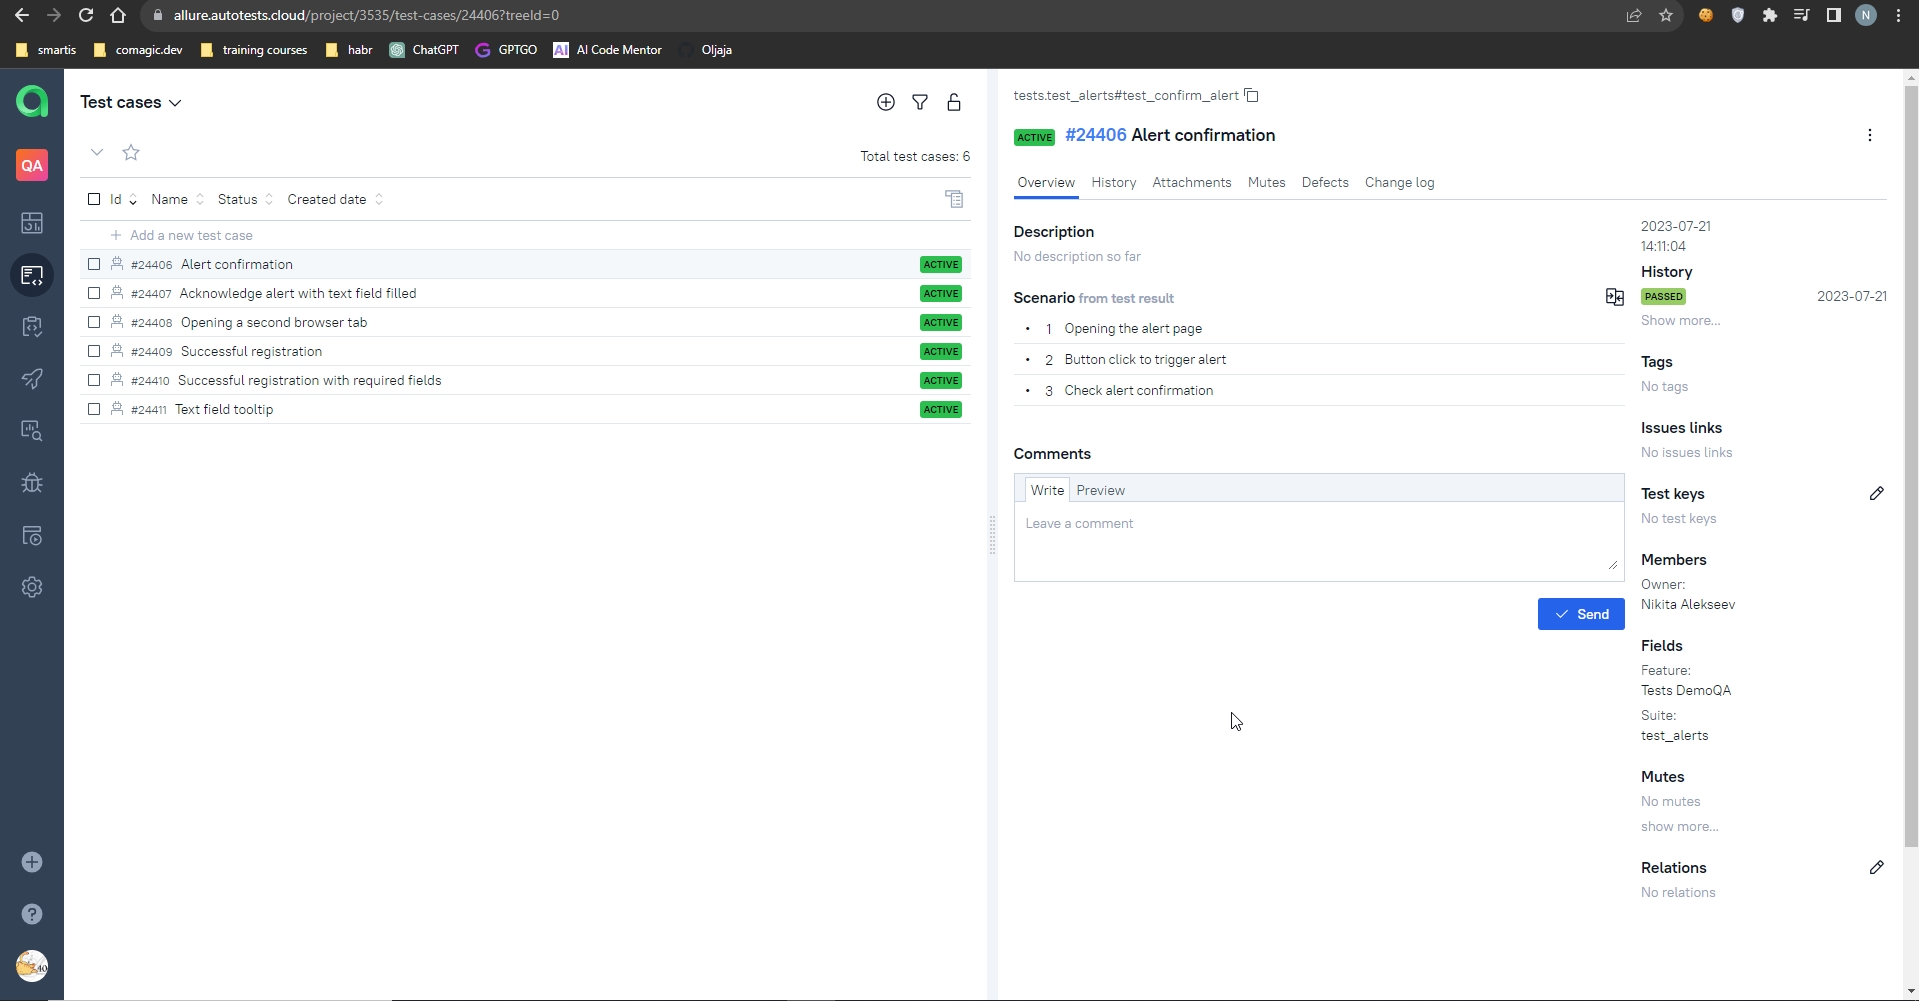 allure.autotests.cloud/project/3535/test-cases/24406?treeId=0
smartis comagic.dev training courses habr ChatGPT GPTGO AI AI Code Mentor Oljaja
N
QA
Test cases
Total test cases: 6
Id Name Status Created date
Add a new test case
#24406 Alert confirmation ACTIVE
#24407 Acknowledge alert with text field filled ACTIVE
#24408 Opening a second browser tab ACTIVE
#24409 Successful registration ACTIVE
#24410 Successful registration with required fields ACTIVE
#24411 Text field tooltip ACTIVE
tests.test_alerts#test_confirm_alert
ACTIVE #24406 Alert confirmation
Overview History Attachments Mutes Defects Change log
Description
No description so far
Scenario from test result
1 Opening the alert page
2 Button click to trigger alert
3 Check alert confirmation
Comments
Write Preview
Leave a comment
Send
2023-07-21
14:11:04
History
PASSED 2023-07-21
Show more...
Tags
No tags
Issues links
No issues links
Test keys
No test keys
Members
Owner:
Nikita Alekseev
Fields
Feature:
Tests DemoQA
Suite:
test_alerts
Mutes
No mutes
show more...
Relations
No relations